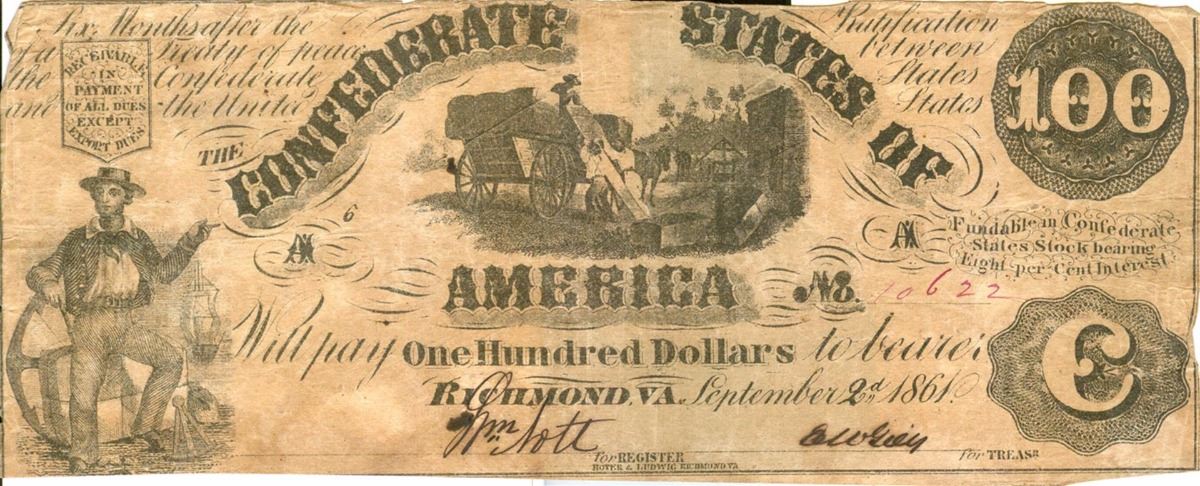 Six Months after the Ratification
of a Treaty of peace between
the Confederate States
and the United States
RECEIVABLE
IN
PAYMENT
OF ALL DUES
EXCEPT
EXPORT DUES
THE CONFEDERATE STATES OF
AMERICA
100
6
A
A
Fundable in Confederate
States Stock bearing
Eight per Cent Interest
No. 10622
Will pay One Hundred Dollars to bearer
C
RICHMOND, VA. September 2d 1861.
Wm Nott
For REGISTER
For TREASR
HOYER & LUDWIG RICHMOND VA